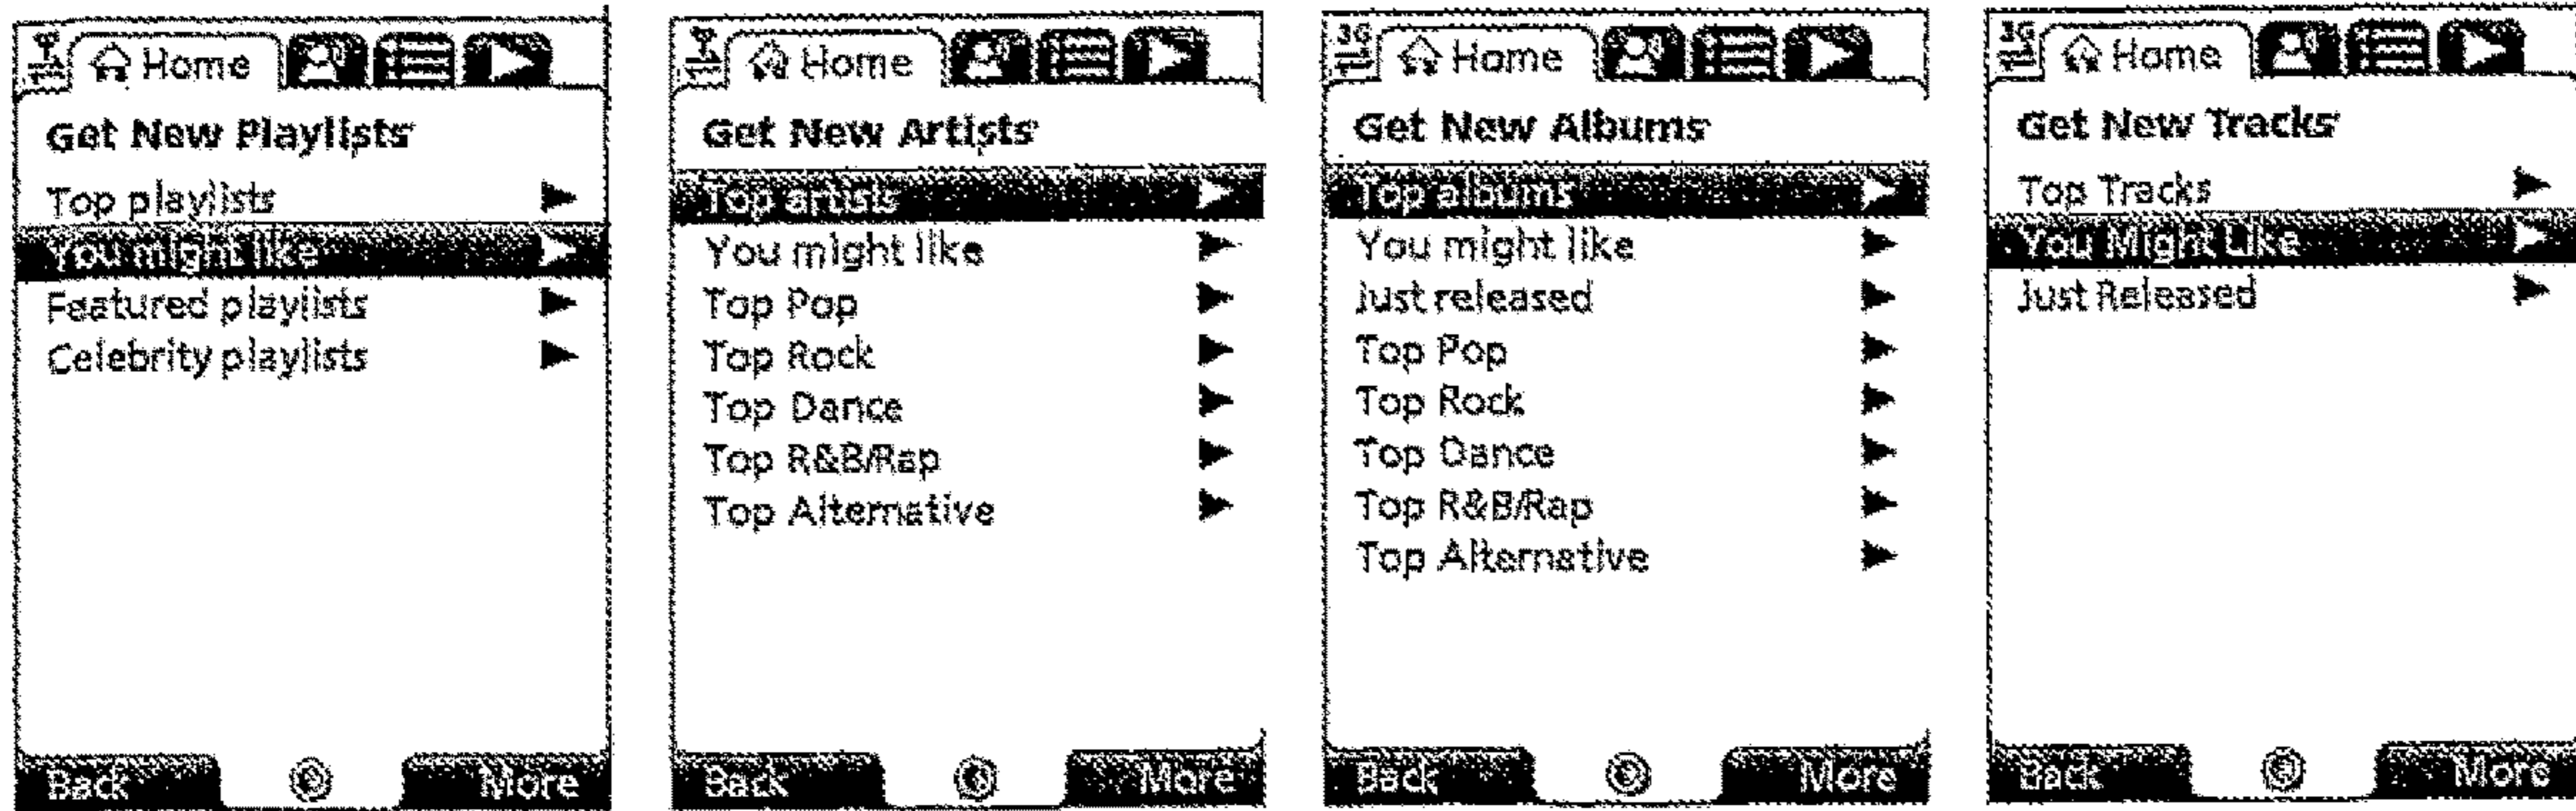 Home
Get New Playlists
Top playlists
You might like
Featured playlists
Celebrity playlists
Back More
Home
Get New Artists
Top artists
You might like
Top Pop
Top Rock
Top Dance
Top R&B/Rap
Top Alternative
Back More
3G Home
Get New Albums
Top albums
You might like
Just released
Top Pop
Top Rock
Top Dance
Top R&B/Rap
Top Alternative
Back More
3G Home
Get New Tracks
Top Tracks
You Might Like
Just Released
Back More